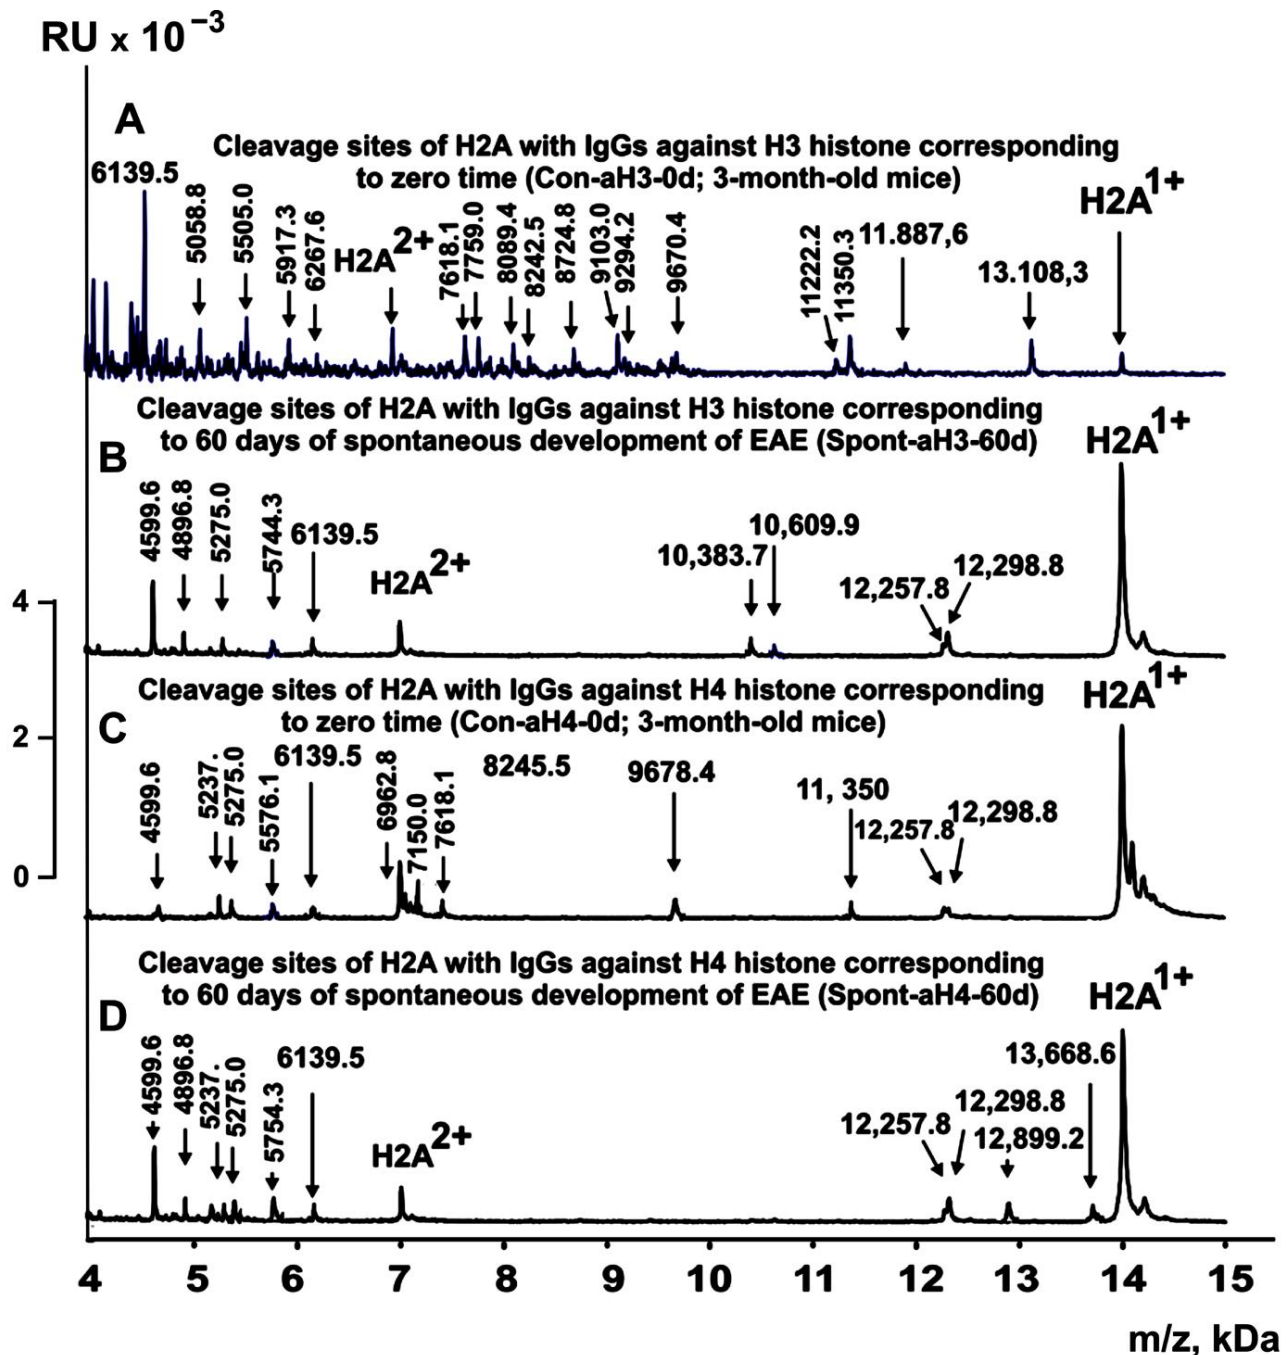 RU x 10 −3
A
Cleavage sites of H2A with IgGs against H3 histone corresponding
to zero time (Con-aH3-0d; 3-month-old mice)
6139.5
5058.8
5505.0
5917.3
6267.6
H2A2+
7618.1
7759.0
8089.4
8242.5
8724.8
9103.0
9294.2
9670.4
11222.2
11350.3
11.887,6
13.108,3
H2A1+
Cleavage sites of H2A with IgGs against H3 histone corresponding
to 60 days of spontaneous development of EAE (Spont-aH3-60d)
B
4599.6
4896.8
5275.0
5744.3
6139.5
H2A2+
10,383.7
10,609.9
12,257.8
12,298.8
H2A1+
4
2
0
Cleavage sites of H2A with IgGs against H4 histone corresponding
to zero time (Con-aH4-0d; 3-month-old mice)
C
4599.6
5237.
5275.0
5576.1
6139.5
6962.8
7150.0
7618.1
8245.5
9678.4
11, 350
12,257.8
12,298.8
H2A1+
Cleavage sites of H2A with IgGs against H4 histone corresponding
to 60 days of spontaneous development of EAE (Spont-aH4-60d)
D
4599.6
4896.8
5237.
5275.0
5754.3
6139.5
H2A2+
12,257.8
12,298.8
12,899.2
13,668.6
H2A1+
4 5 6 7 8 9 10 11 12 13 14 15
m/z, kDa